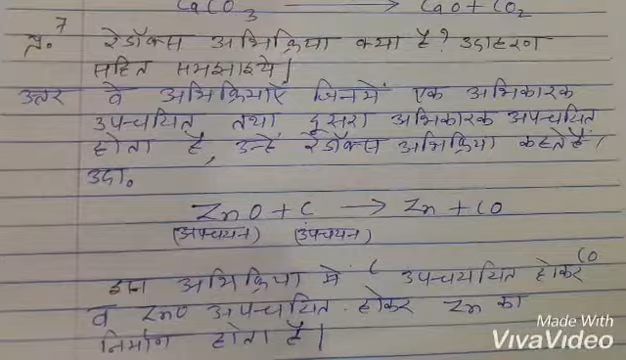 CaCO3 → CaO + CO2
प्र. 7 रेडॉक्स अभिक्रिया क्या है? उदाहरण
सहित समझाइये।
उत्तर वे अभिक्रियाएँ जिनमें एक अभिकारक
उपचयित तथा दूसरा अभिकारक अपचयित
होता है, उन्हें रेडॉक्स अभिक्रिया कहते हैं।
उदा.
ZnO + C → Zn + CO
(अपचयन) (उपचयन)
इस अभिक्रिया में C उपचयित होकर CO
व ZnO अपचयित होकर Zn का
निर्माण होता है।
Made With
VivaVideo